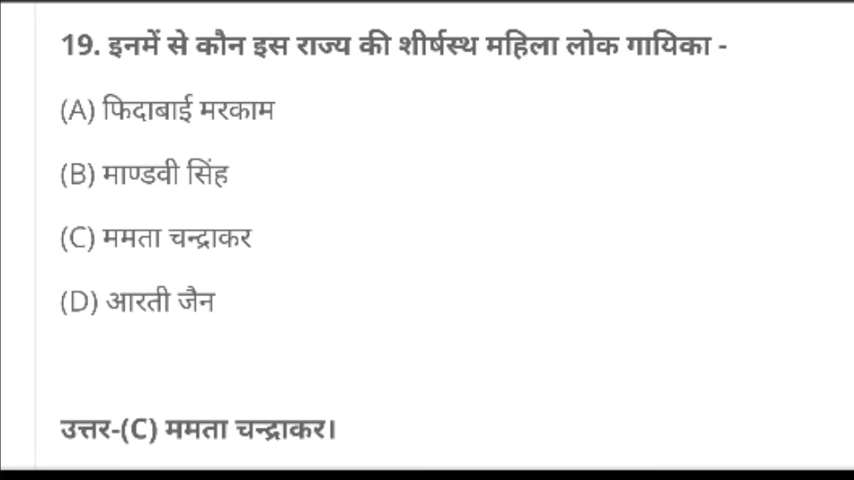 19. इनमें से कौन इस राज्य की शीर्षस्थ महिला लोक गायिका -
(A) फिदाबाई मरकाम
(B) माण्डवी सिंह
(C) ममता चन्द्राकर
(D) आरती जैन
उत्तर-(C) ममता चन्द्राकर।